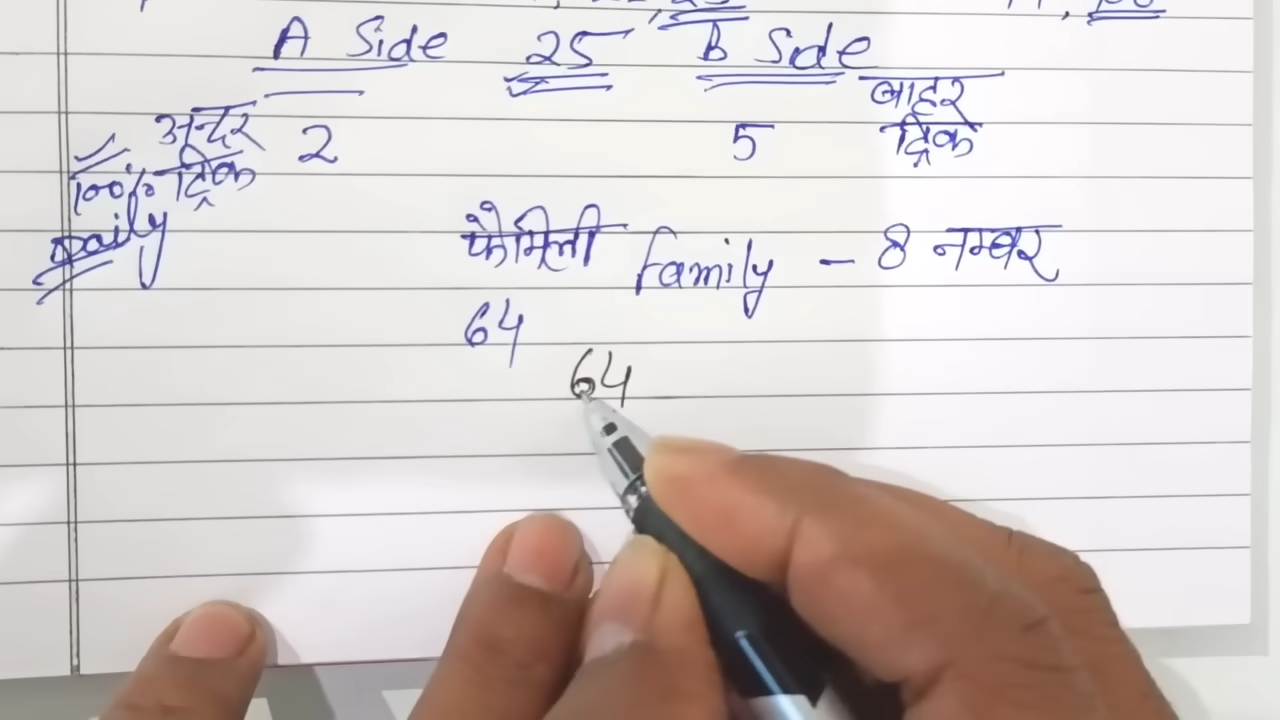 A Side 25 B Side
अन्दर 2 5 बाहर
100% ट्रिक ट्रिक
Daily
फैमिली family - 8 नम्बर
64
64